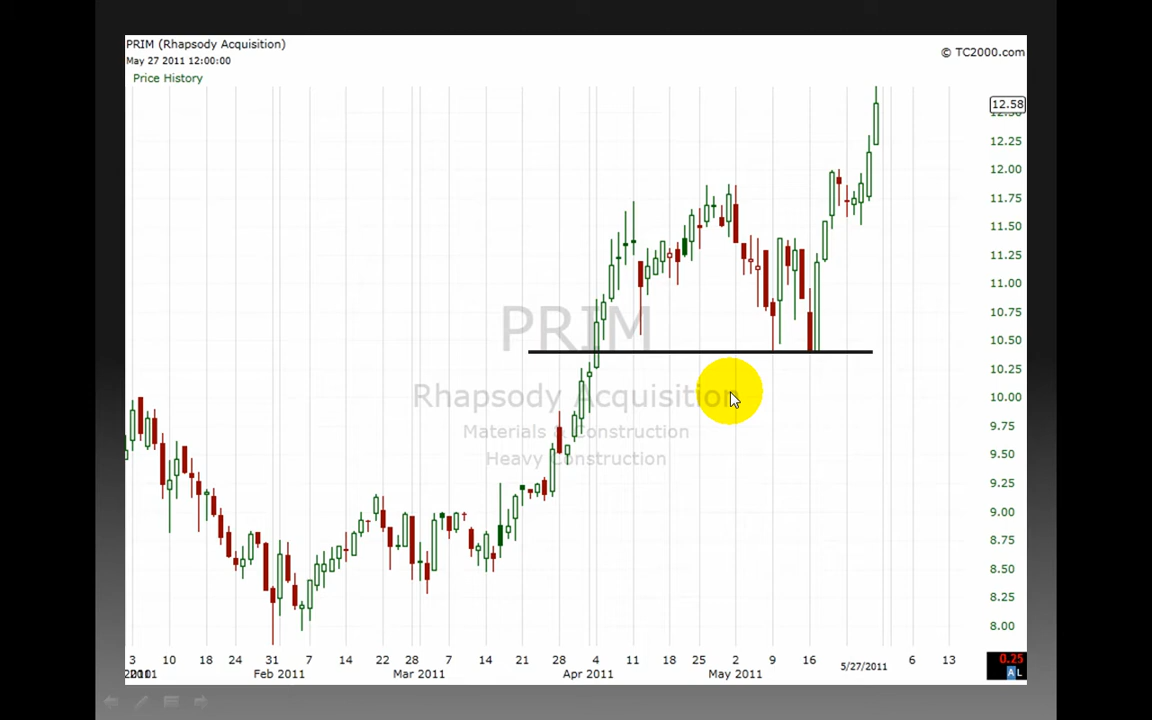 PRIM (Rhapsody Acquisition)
May 27 2011 12:00:00
Price History
© TC2000.com
12.58
12.50
12.25
12.00
11.75
11.50
11.25
11.00
10.75
10.50
10.25
10.00
9.75
9.50
9.25
9.00
8.75
8.50
8.25
8.00
PRIM
Rhapsody Acquisition
Materials & Construction
Heavy Construction
3 10 18 24 31 7 14 22 28 7 14 21 28 4 11 18 25 2 9 16 5/27/2011 6 13
2011 Feb 2011 Mar 2011 Apr 2011 May 2011
0.25
A L